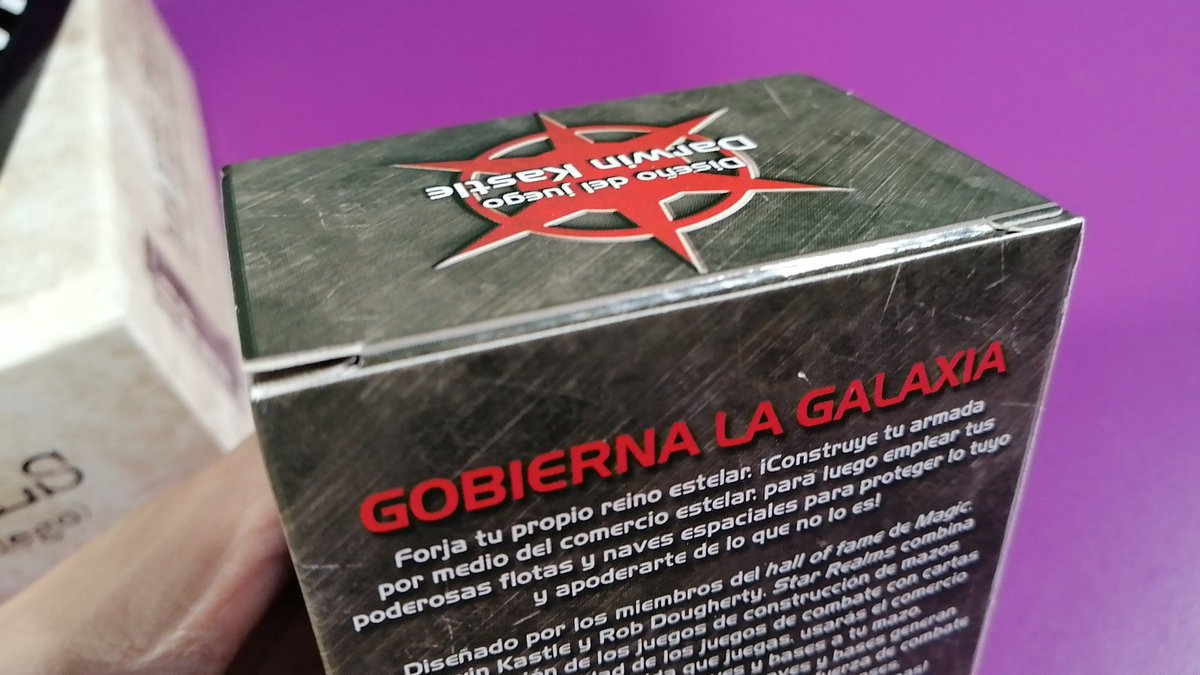 Diseño del juego
Darwin Kastle
GOBIERNA LA GALAXIA
Forja tu propio reino estelar. ¡Construye tu armada
por medio del comercio estelar, para luego emplear tus
poderosas flotas y naves espaciales para proteger lo tuyo
y apoderarte de lo que no lo es!
Diseñado por los miembros del hall of fame de Magic,
Kastle y Rob Dougherty, Star Realms combina
de los juegos de construcción de mazos
de los juegos de combate con cartas.
que juegas, usarás el comercio
y bases a tu mazo.
y bases generan
fuerza de combate